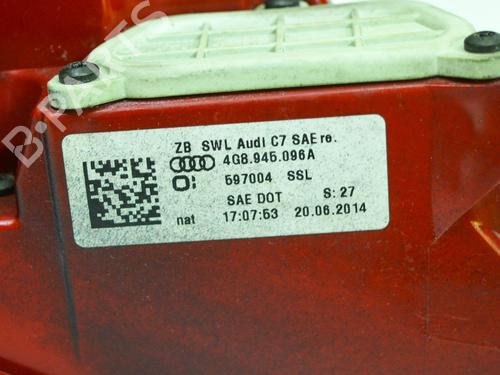 ZB SWL Audi C7 SAE re.
4G8.945.096A
597004 SSL
SAE DOT S: 27
nat 17:07:53 20.06.2014
B-PARTS